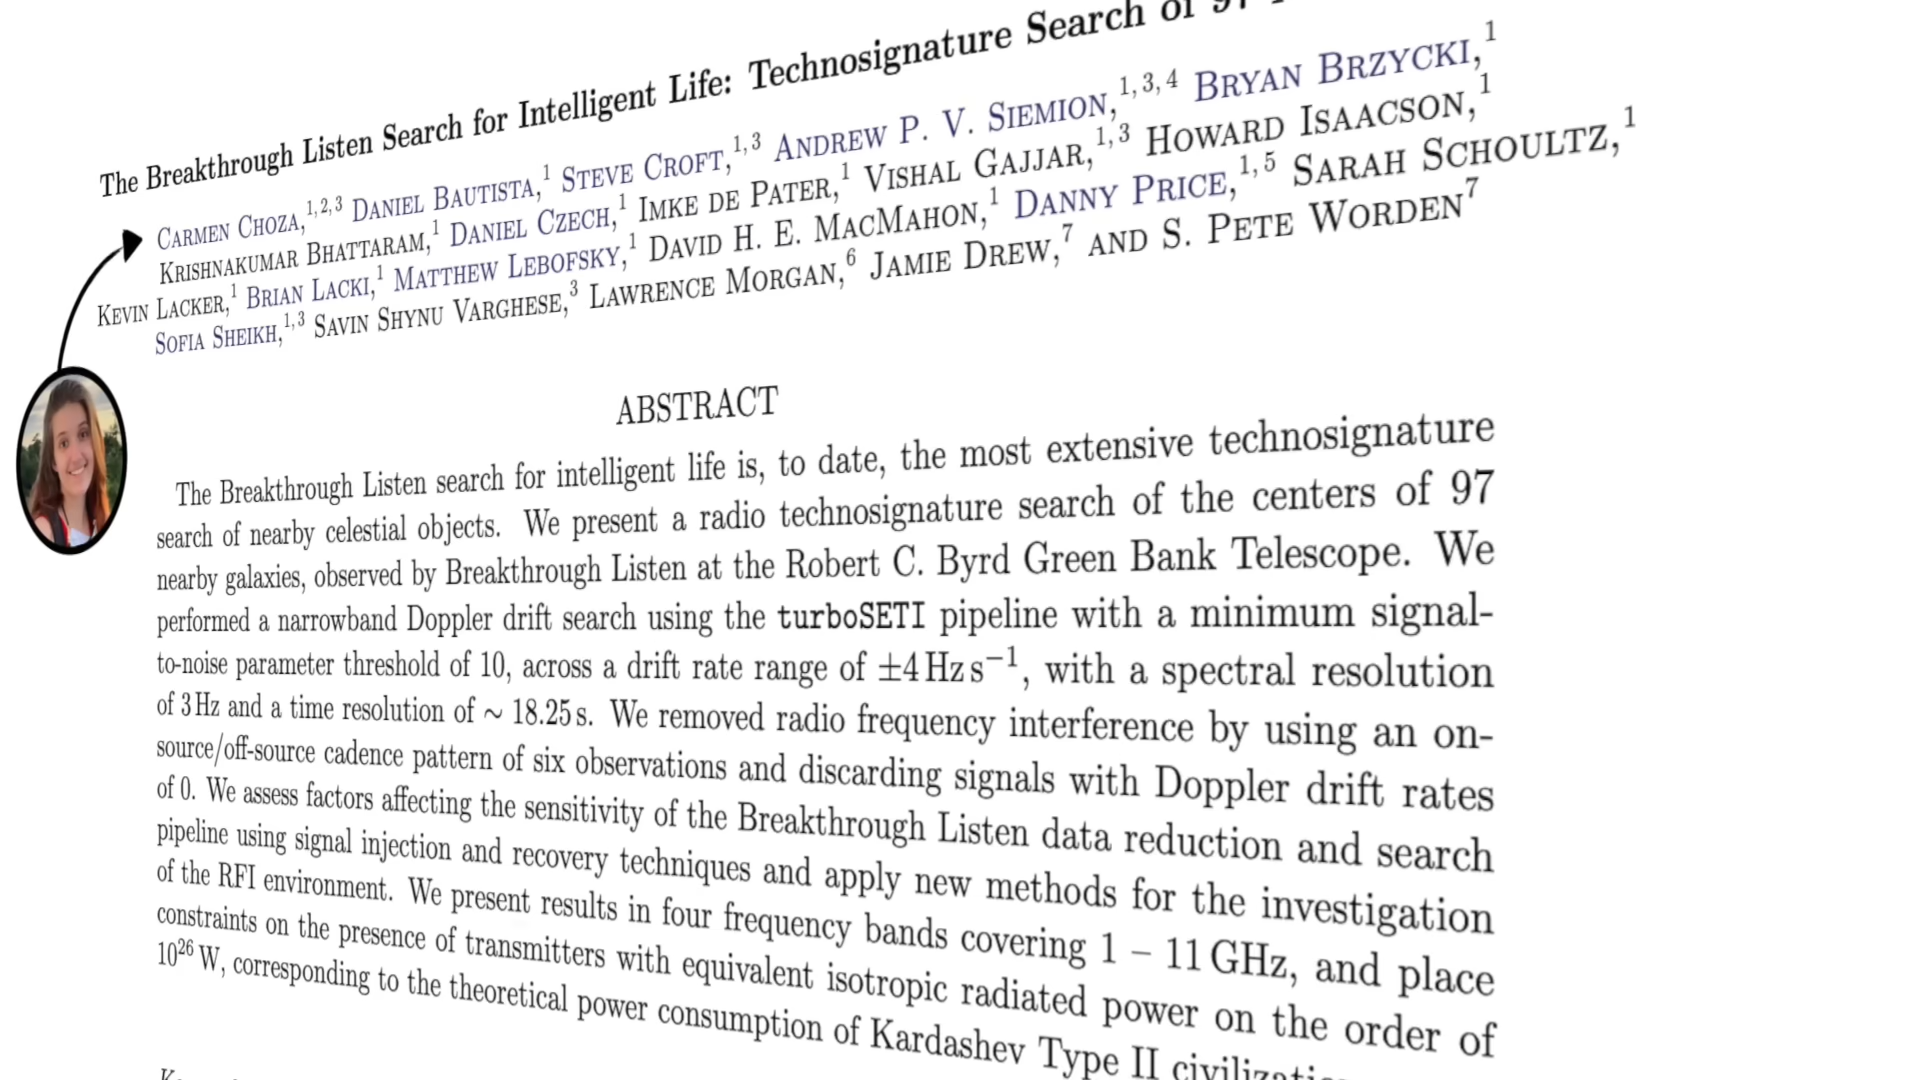 The Breakthrough Listen Search for Intelligent Life: Technosignature Search of 97
CARMEN CHOZA,1,2,3 DANIEL BAUTISTA,1 STEVE CROFT,1,3 ANDREW P. V. SIEMION,1,3,4 BRYAN BRZYCKI,1
KRISHNAKUMAR BHATTARAM,1 DANIEL CZECH,1 IMKE DE PATER,1 VISHAL GAJJAR,1,3 HOWARD ISAACSON,1
KEVIN LACKER,1 BRIAN LACKI,1 MATTHEW LEBOFSKY,1 DAVID H. E. MACMAHON,1 DANNY PRICE,1,5 SARAH SCHOULTZ,1
SOFIA SHEIKH,1,3 SAVIN SHYNU VARGHESE,3 LAWRENCE MORGAN,6 JAMIE DREW,7 AND S. PETE WORDEN7
ABSTRACT
The Breakthrough Listen search for intelligent life is, to date, the most extensive technosignature
search of nearby celestial objects. We present a radio technosignature search of the centers of 97
nearby galaxies, observed by Breakthrough Listen at the Robert C. Byrd Green Bank Telescope. We
performed a narrowband Doppler drift search using the turboSETI pipeline with a minimum signal-
to-noise parameter threshold of 10, across a drift rate range of ±4 Hz s−1, with a spectral resolution
of 3 Hz and a time resolution of ∼ 18.25 s. We removed radio frequency interference by using an on-
source/off-source cadence pattern of six observations and discarding signals with Doppler drift rates
of 0. We assess factors affecting the sensitivity of the Breakthrough Listen data reduction and search
pipeline using signal injection and recovery techniques and apply new methods for the investigation
of the RFI environment. We present results in four frequency bands covering 1 – 11 GHz, and place
constraints on the presence of transmitters with equivalent isotropic radiated power on the order of
10^26 W, corresponding to the theoretical power consumption of Kardashev Type II